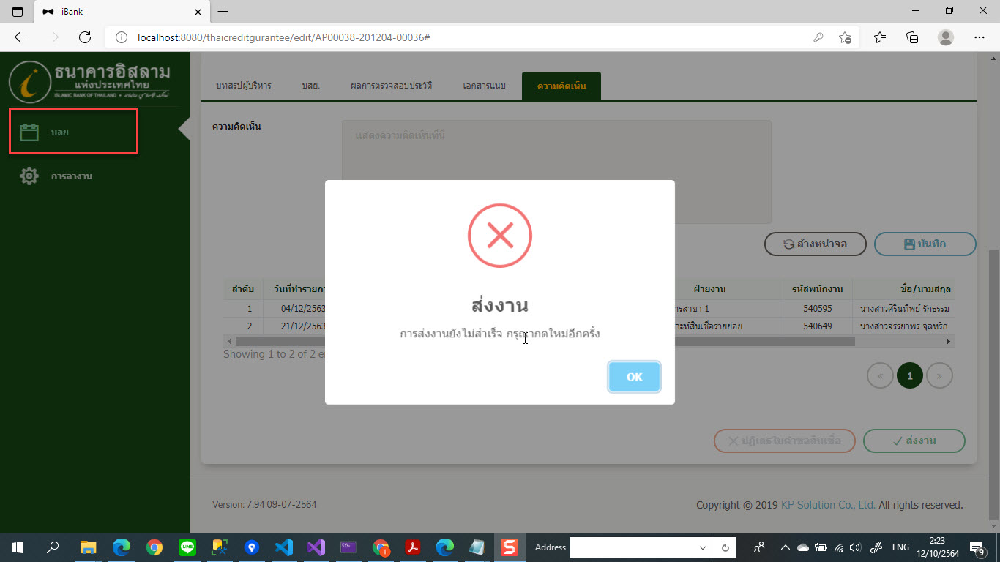 iBank
localhost:8080/thaicreditgurantee/edit/AP00038-201204-00036#
ธนาคารอิสลาม
แห่งประเทศไทย
ISLAMIC BANK OF THAILAND
บสย
การลางาน
บทสรุปผู้บริหาร บสย. ผลการตรวจสอบประวัติ เอกสารแนบ ความคิดเห็น
ความคิดเห็น
แสดงความคิดเห็นที่นี่
ล้างหน้าจอ บันทึก
ลำดับ วันที่ทำรายกา ฝ่ายงาน รหัสพนักงาน ชื่อ/นามสกุล
1 04/12/2563 ารสาขา 1 540595 นางสาวศิรินทิพย์ รักธรรม
2 21/12/2563 าะห์สินเชื่อรายย่อย 540649 นางสาวจรรยาพร จุลหริก
Showing 1 to 2 of 2 e
« 1 »
ส่งงาน
การส่งงานยังไม่สำเร็จ กรุณากดใหม่อีกครั้ง
OK
ปฏิเสธใบคำขอสินเชื่อ ส่งงาน
Version: 7.94 09-07-2564
Copyright © 2019 KP Solution Co., Ltd. All rights reserved.
LINE
Address
ENG
2:23
12/10/2564
9